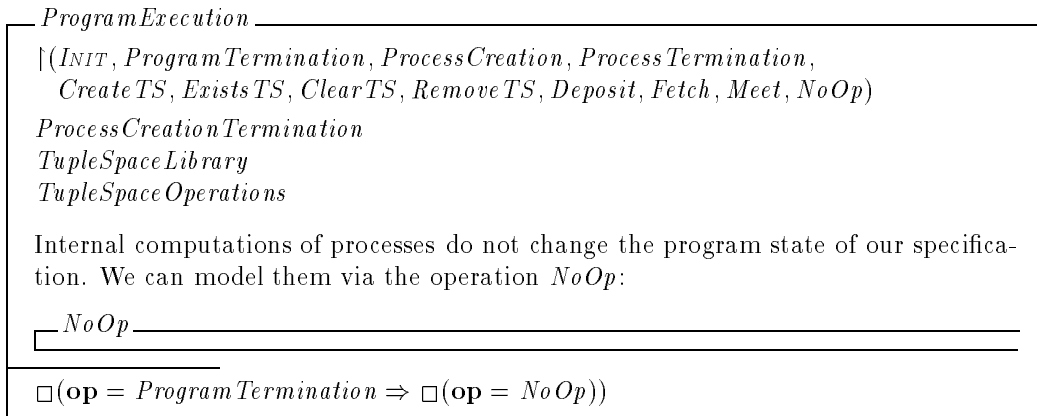 ProgramExecution
↾(INIT, ProgramTermination, ProcessCreation, ProcessTermination,
CreateTS, ExistsTS, ClearTS, RemoveTS, Deposit, Fetch, Meet, NoOp)
ProcessCreationTermination
TupleSpaceLibrary
TupleSpaceOperations
Internal computations of processes do not change the program state of our specifica-
tion. We can model them via the operation NoOp:
NoOp
□(op = ProgramTermination ⇒ □(op = NoOp))